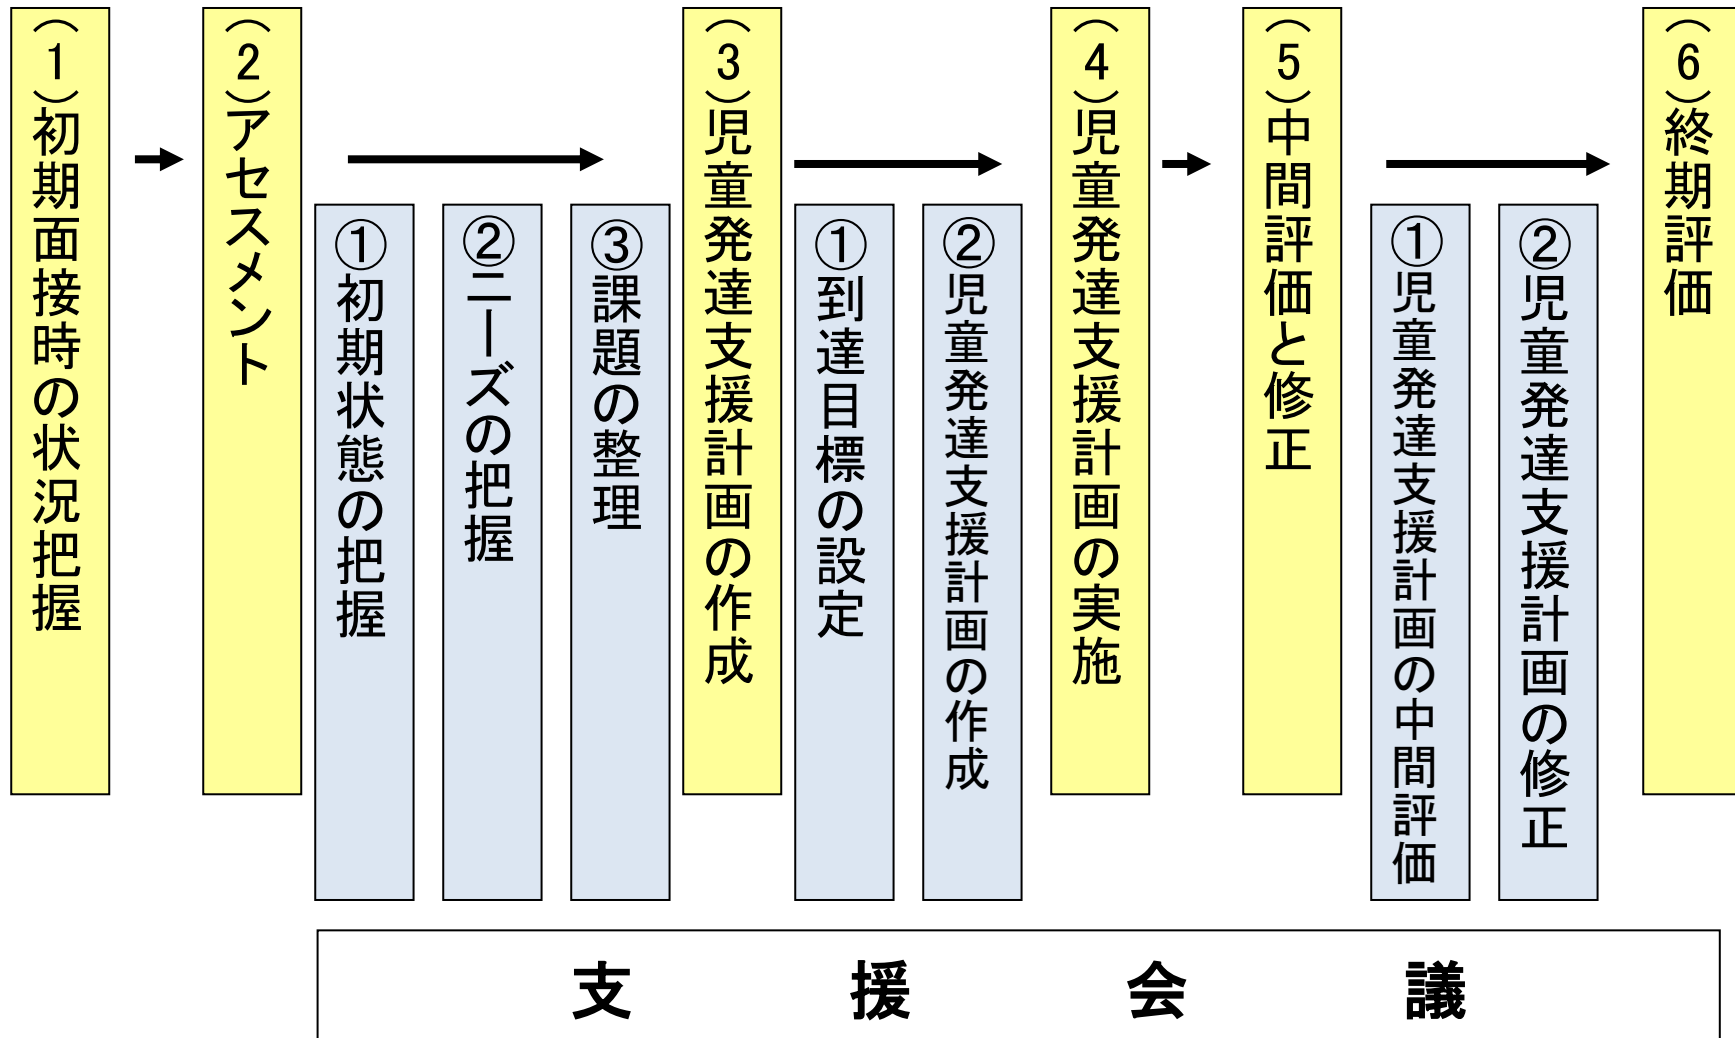 (1)初期面接時の状況把握
(2)アセスメント
①初期状態の把握
②ニーズの把握
③課題の整理
(3)児童発達支援計画の作成
①到達目標の設定
②児童発達支援計画の作成
(4)児童発達支援計画の実施
(5)中間評価と修正
①児童発達支援計画の中間評価
②児童発達支援計画の修正
(6)終期評価
支援会議